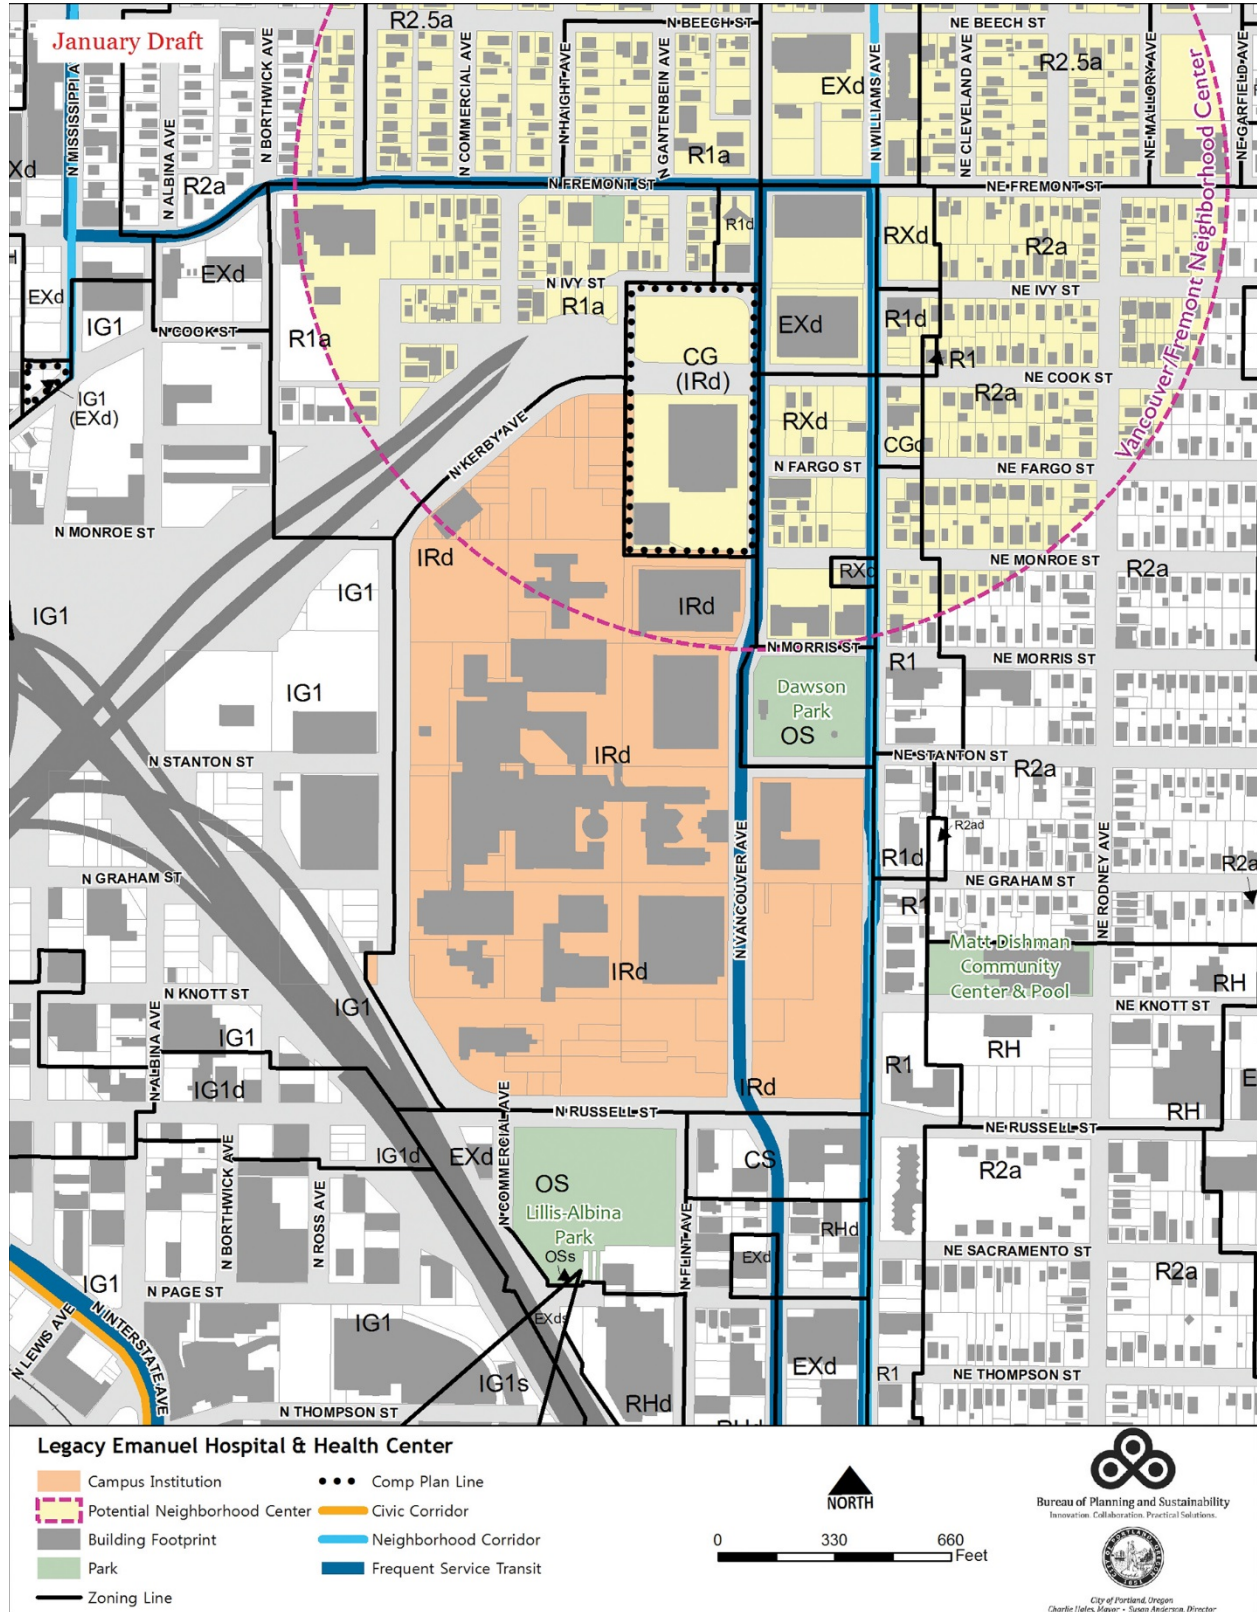 January Draft
N MISSISSIPPI AVE
N ALBINA AVE
N BORTHWICK AVE
R2.5a
N COMMERCIAL AVE
N HAIGHT AVE
N BEECH ST
N GANTENBEIN AVE
EXd
N WILLIAMS AVE
NE BEECH ST
NE CLEVELAND AVE
R2.5a
NE MALLORY AVE
NE GARFIELD AVE
R2a
R1a
N FREMONT ST
NE FREMONT ST
Vancouver/Fremont Neighborhood Center
EXd
R1d
RXd
R2a
EXd
N IVY ST
NE IVY ST
IG1
N COOK ST
R1a
R1a
EXd
R1d
CG
(IRd)
R1
NE COOK ST
IG1
(EXd)
N KERBY AVE
RXd
R2a
CGd
N FARGO ST
NE FARGO ST
N MONROE ST
IRd
NE MONROE ST
RXd
R2a
IG1
IG1
IRd
N MORRIS ST
NE MORRIS ST
R1
Dawson
Park
OS
IG1
IRd
N STANTON ST
NE STANTON ST
R2a
R2ad
N VANCOUVER AVE
R1d
NE RODNEY AVE
N GRAHAM ST
NE GRAHAM ST
R2a
R1
Matt Dishman
Community
Center & Pool
IRd
RH
N KNOTT ST
NE KNOTT ST
IG1
IG1
N ALBINA AVE
RH
R1
IG1d
IRd
RH
N RUSSELL ST
NE RUSSELL ST
IG1d
EXd
N COMMERCIAL AVE
CS
R2a
N BORTHWICK AVE
N ROSS AVE
OS
Lillis-Albina
Park
N FLINT AVE
RHd
OSs
EXd
NE SACRAMENTO ST
R2a
IG1
N PAGE ST
N LEWIS AVE
N INTERSTATE AVE
IG1
EXds
EXd
IG1s
R1
NE THOMPSON ST
N THOMPSON ST
RHd
RHd
Legacy Emanuel Hospital & Health Center
Campus Institution
Potential Neighborhood Center
Building Footprint
Park
Zoning Line
Comp Plan Line
Civic Corridor
Neighborhood Corridor
Frequent Service Transit
NORTH
0 330 660
Feet
Bureau of Planning and Sustainability
Innovation. Collaboration. Practical Solutions.
City of Portland, Oregon
Charlie Hales, Mayor • Susan Anderson, Director